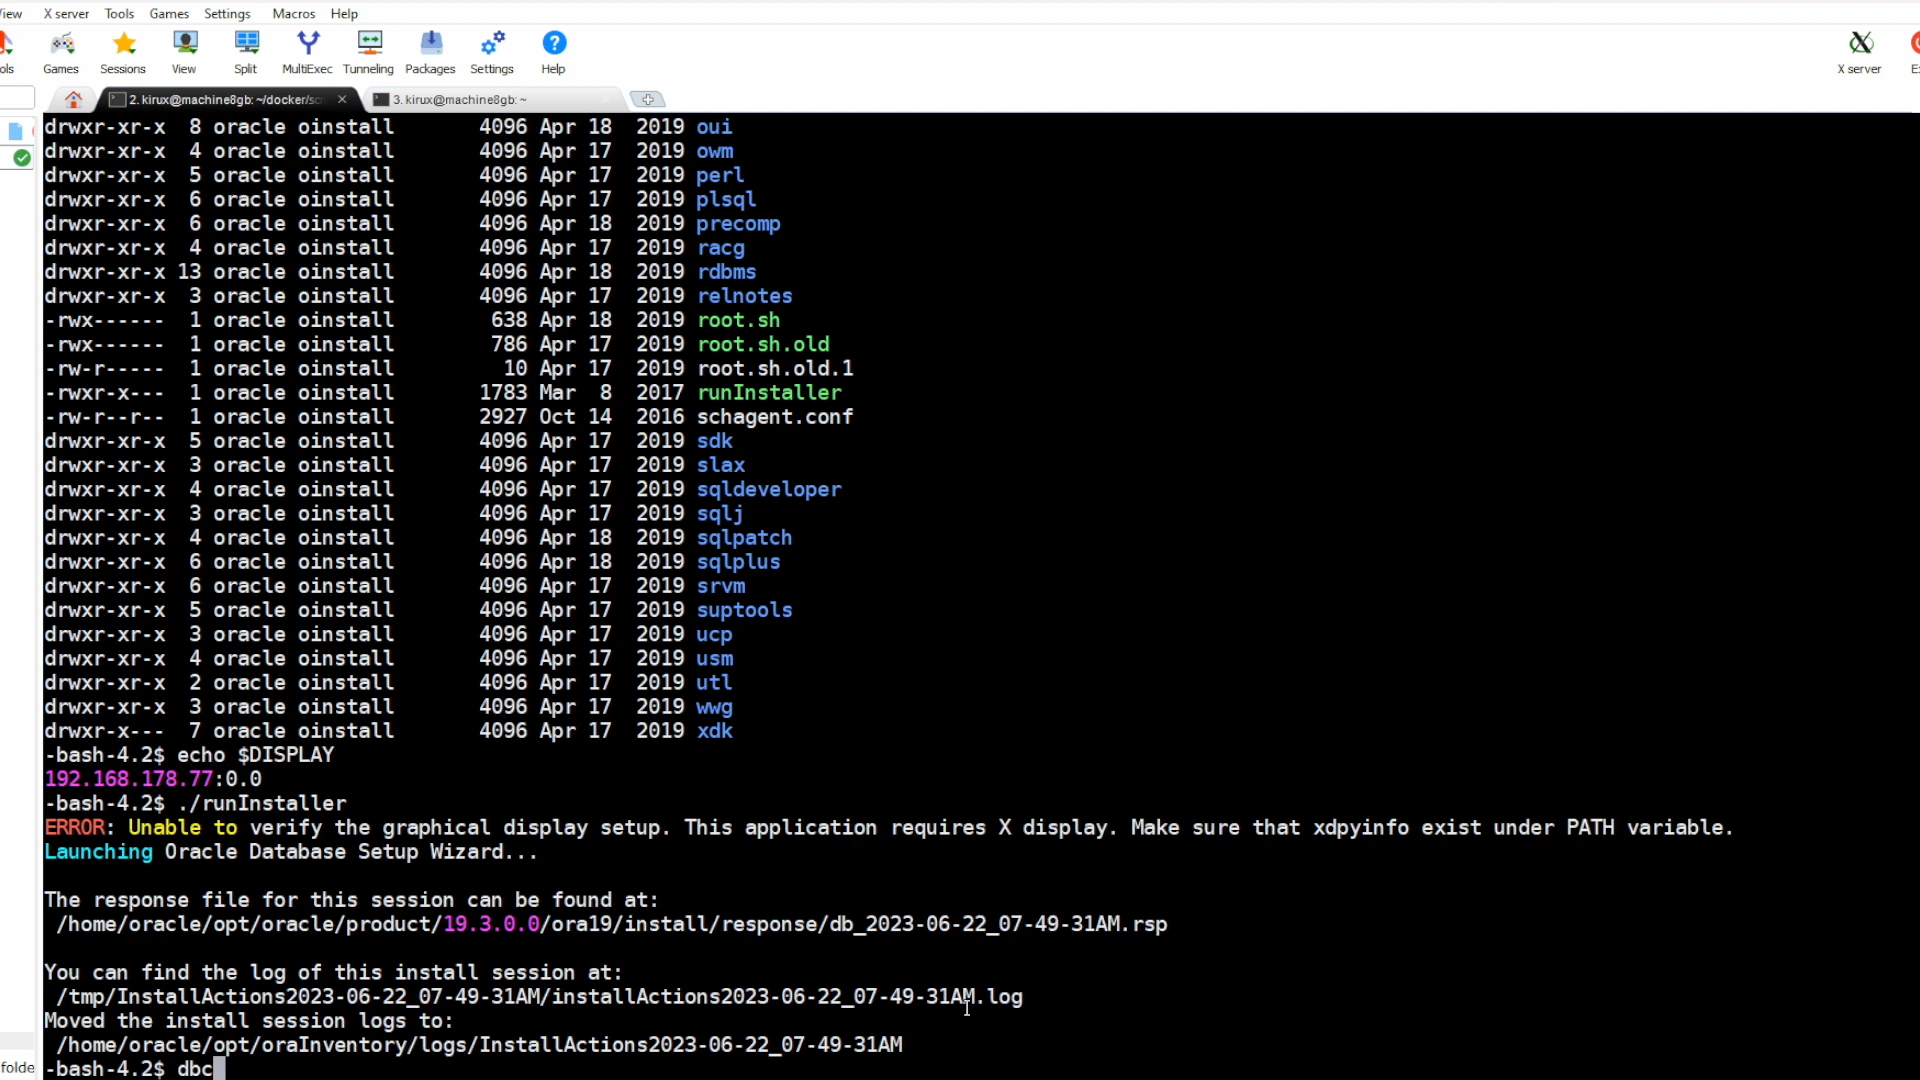 View X server Tools Games Settings Macros Help
ols Games Sessions View Split MultiExec Tunneling Packages Settings Help X server
2. kirux@machine8gb: ~/docker/sc 3. kirux@machine8gb: ~
drwxr-xr-x  8 oracle oinstall       4096 Apr 18  2019 oui
drwxr-xr-x  4 oracle oinstall       4096 Apr 17  2019 owm
drwxr-xr-x  5 oracle oinstall       4096 Apr 17  2019 perl
drwxr-xr-x  6 oracle oinstall       4096 Apr 17  2019 plsql
drwxr-xr-x  6 oracle oinstall       4096 Apr 18  2019 precomp
drwxr-xr-x  4 oracle oinstall       4096 Apr 17  2019 racg
drwxr-xr-x 13 oracle oinstall       4096 Apr 18  2019 rdbms
drwxr-xr-x  3 oracle oinstall       4096 Apr 17  2019 relnotes
-rwx------  1 oracle oinstall        638 Apr 18  2019 root.sh
-rwx------  1 oracle oinstall        786 Apr 17  2019 root.sh.old
-rw-r-----  1 oracle oinstall         10 Apr 17  2019 root.sh.old.1
-rwxr-x---  1 oracle oinstall       1783 Mar  8  2017 runInstaller
-rw-r--r--  1 oracle oinstall       2927 Oct 14  2016 schagent.conf
drwxr-xr-x  5 oracle oinstall       4096 Apr 17  2019 sdk
drwxr-xr-x  3 oracle oinstall       4096 Apr 17  2019 slax
drwxr-xr-x  4 oracle oinstall       4096 Apr 17  2019 sqldeveloper
drwxr-xr-x  3 oracle oinstall       4096 Apr 17  2019 sqlj
drwxr-xr-x  4 oracle oinstall       4096 Apr 18  2019 sqlpatch
drwxr-xr-x  6 oracle oinstall       4096 Apr 18  2019 sqlplus
drwxr-xr-x  6 oracle oinstall       4096 Apr 17  2019 srvm
drwxr-xr-x  5 oracle oinstall       4096 Apr 17  2019 suptools
drwxr-xr-x  3 oracle oinstall       4096 Apr 17  2019 ucp
drwxr-xr-x  4 oracle oinstall       4096 Apr 17  2019 usm
drwxr-xr-x  2 oracle oinstall       4096 Apr 17  2019 utl
drwxr-xr-x  3 oracle oinstall       4096 Apr 17  2019 wwg
drwxr-x---  7 oracle oinstall       4096 Apr 17  2019 xdk
-bash-4.2$ echo $DISPLAY
192.168.178.77:0.0
-bash-4.2$ ./runInstaller
ERROR: Unable to verify the graphical display setup. This application requires X display. Make sure that xdpyinfo exist under PATH variable.
Launching Oracle Database Setup Wizard...
The response file for this session can be found at:
/home/oracle/opt/oracle/product/19.3.0.0/ora19/install/response/db_2023-06-22_07-49-31AM.rsp
You can find the log of this install session at:
/tmp/InstallActions2023-06-22_07-49-31AM/installActions2023-06-22_07-49-31AM.log
Moved the install session logs to:
/home/oracle/opt/oraInventory/logs/InstallActions2023-06-22_07-49-31AM
folde -bash-4.2$ dbc